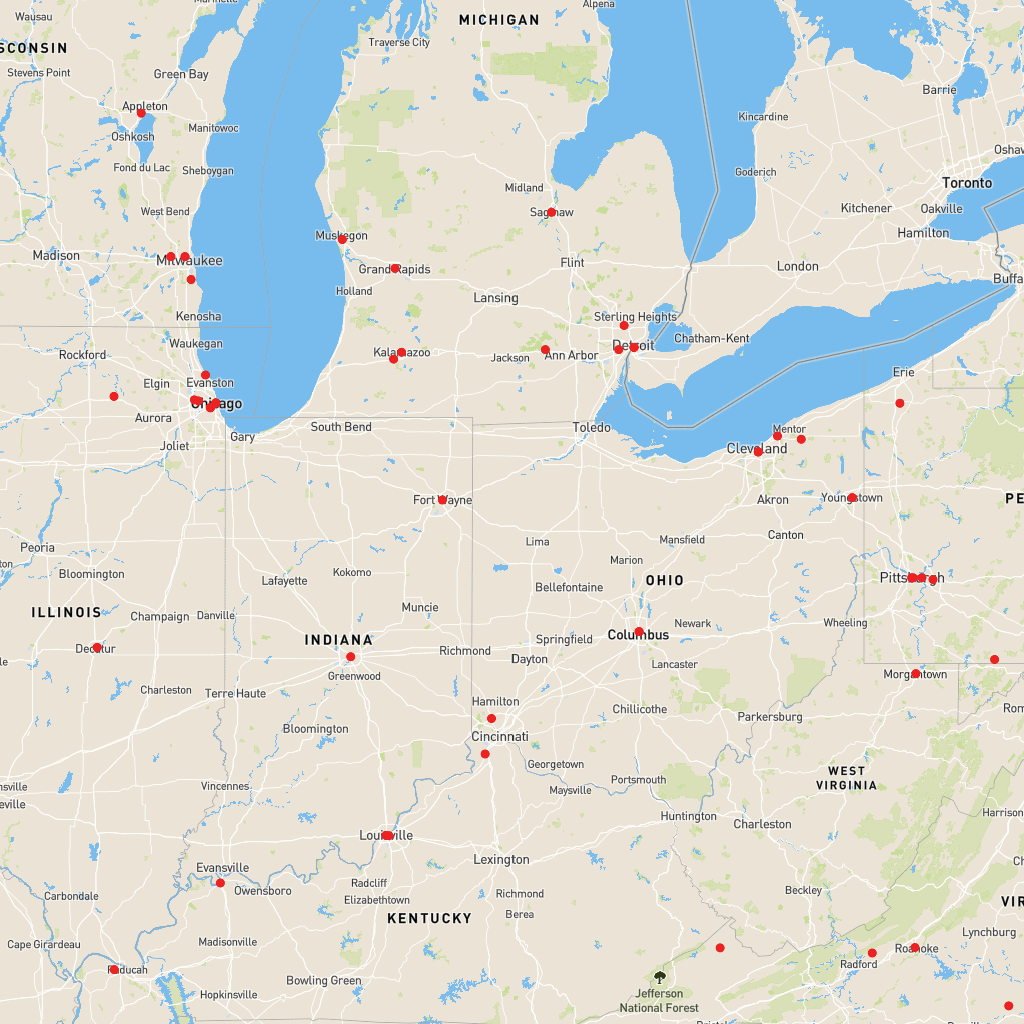 Wausau
MICHIGAN
Alpena
SCONSIN
Traverse City
Stevens Point
Green Bay
Barrie
Appleton
Kincardine
Manitowoc
Oshkosh
Fond du Lac
Sheboygan
Goderich
Toronto
Midland
Kitchener
Oakville
West Bend
Saginaw
Muskegon
Hamilton
Madison
Milwaukee
Grand Rapids
Flint
London
Buffa
Holland
Lansing
Kenosha
Sterling Heights
Waukegan
Detroit
Chatham-Kent
Rockford
Kalamazoo
Jackson
Ann Arbor
Elgin
Evanston
Erie
Chicago
Aurora
South Bend
Toledo
Mentor
Gary
Joliet
Cleveland
Fort Wayne
Akron
Youngstown
PE
Canton
Peoria
Lima
Mansfield
Marion
Bloomington
Lafayette
Kokomo
Bellefontaine
OHIO
Pittsburgh
ILLINOIS
Champaign
Danville
Muncie
Newark
Wheeling
INDIANA
Springfield
Columbus
Decatur
Richmond
Dayton
Lancaster
Greenwood
Morgantown
Charleston
Terre Haute
Hamilton
Chillicothe
Parkersburg
Rom
Bloomington
Cincinnati
Georgetown
WEST
VIRGINIA
Vincennes
Portsmouth
Maysville
nsville
eville
Huntington
Charleston
Harrison
Louisville
Lexington
Evansville
Owensboro
Radcliff
Elizabethtown
Richmond
Beckley
Carbondale
Berea
VIR
KENTUCKY
Lynchburg
Cape Girardeau
Madisonville
Roanoke
Radford
Paducah
Bowling Green
Hopkinsville
Jefferson
National Forest